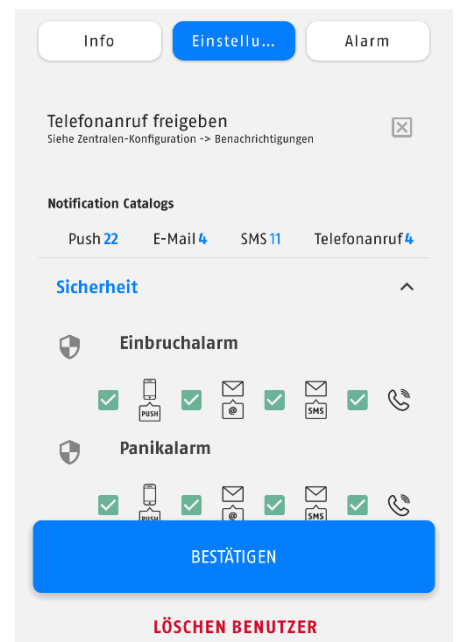 Info Einstellu... Alarm
Telefonanruf freigeben
Siehe Zentralen-Konfiguration -> Benachrichtigungen
Notification Catalogs
Push 22 E-Mail 4 SMS 11 Telefonanruf 4
Sicherheit
Einbruchalarm
PUSH @ SMS
Panikalarm
PUSH @ SMS
BESTÄTIGEN
LÖSCHEN BENUTZER